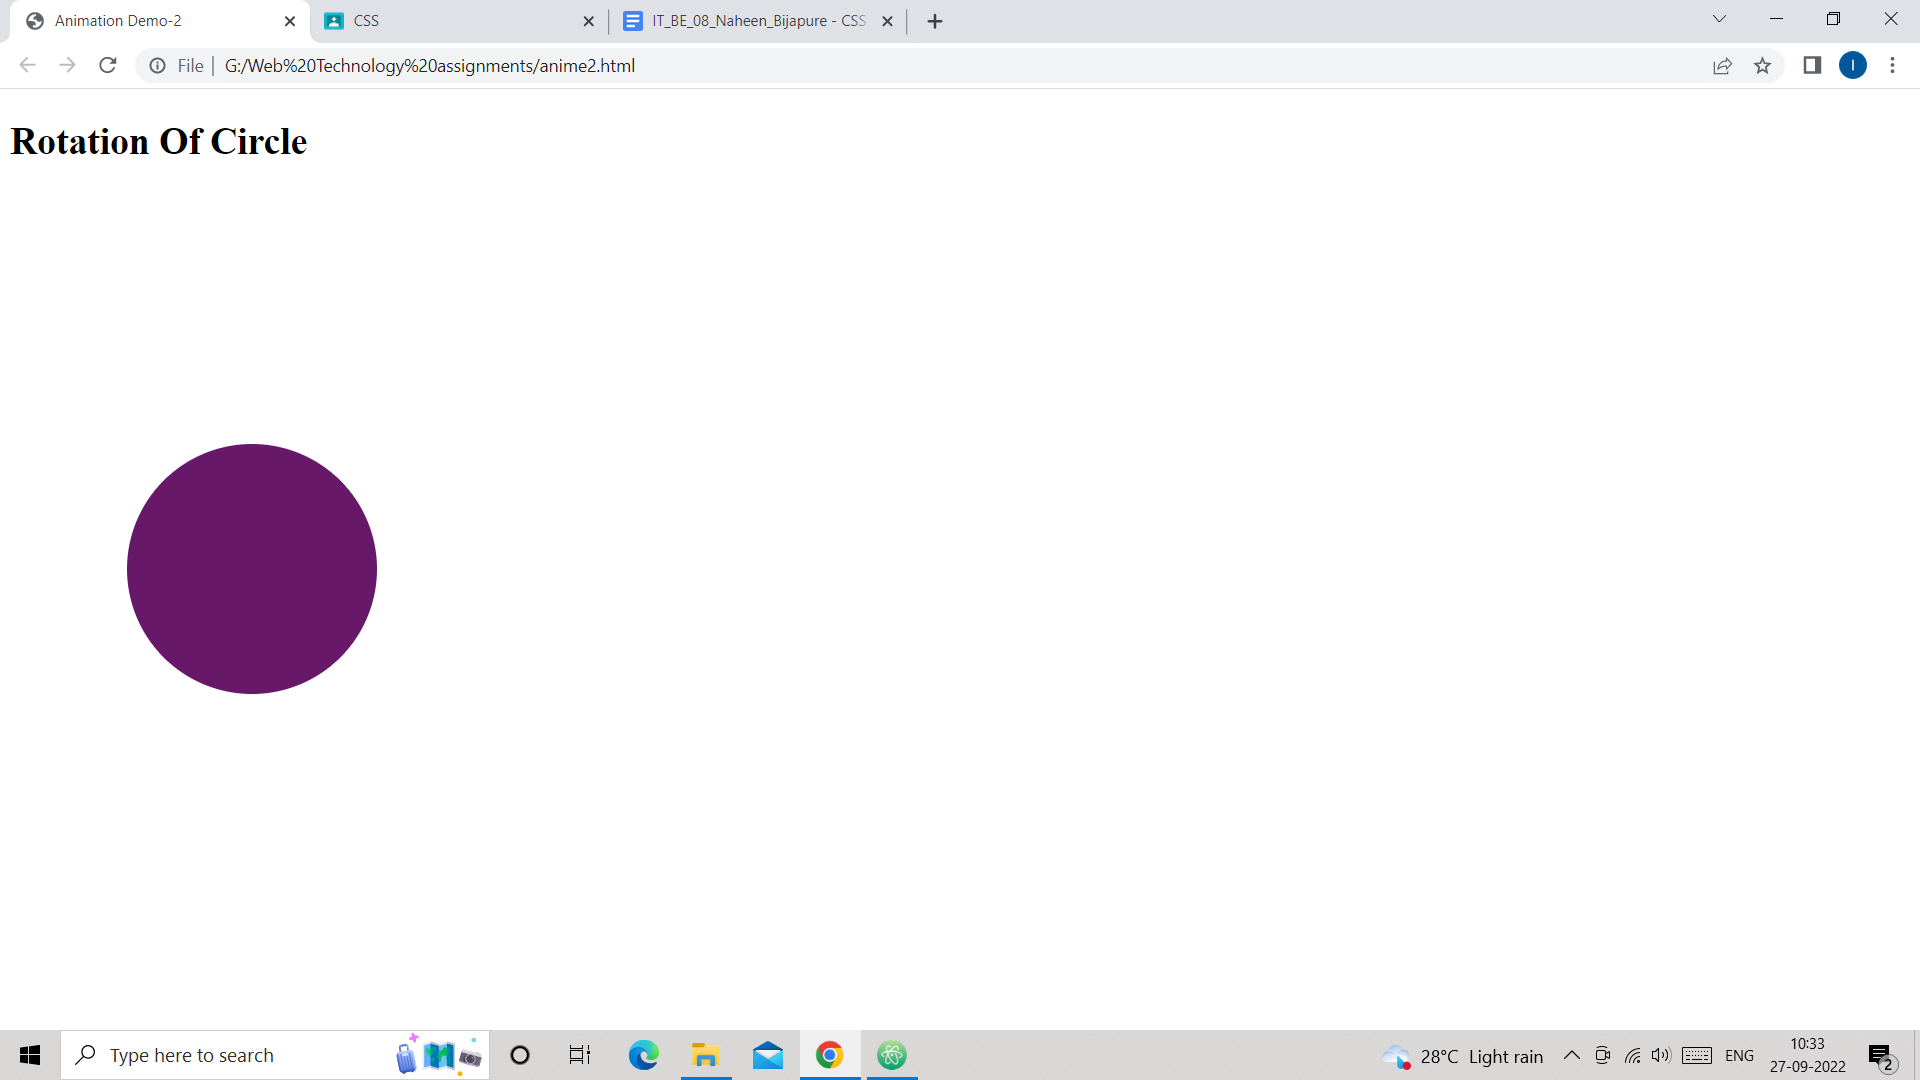 Animation Demo-2
CSS
IT_BE_08_Naheen_Bijapure - CSS
File
G:/Web%20Technology%20assignments/anime2.html
I
Rotation Of Circle
Type here to search
28°C Light rain
ENG
10:33
27-09-2022
2